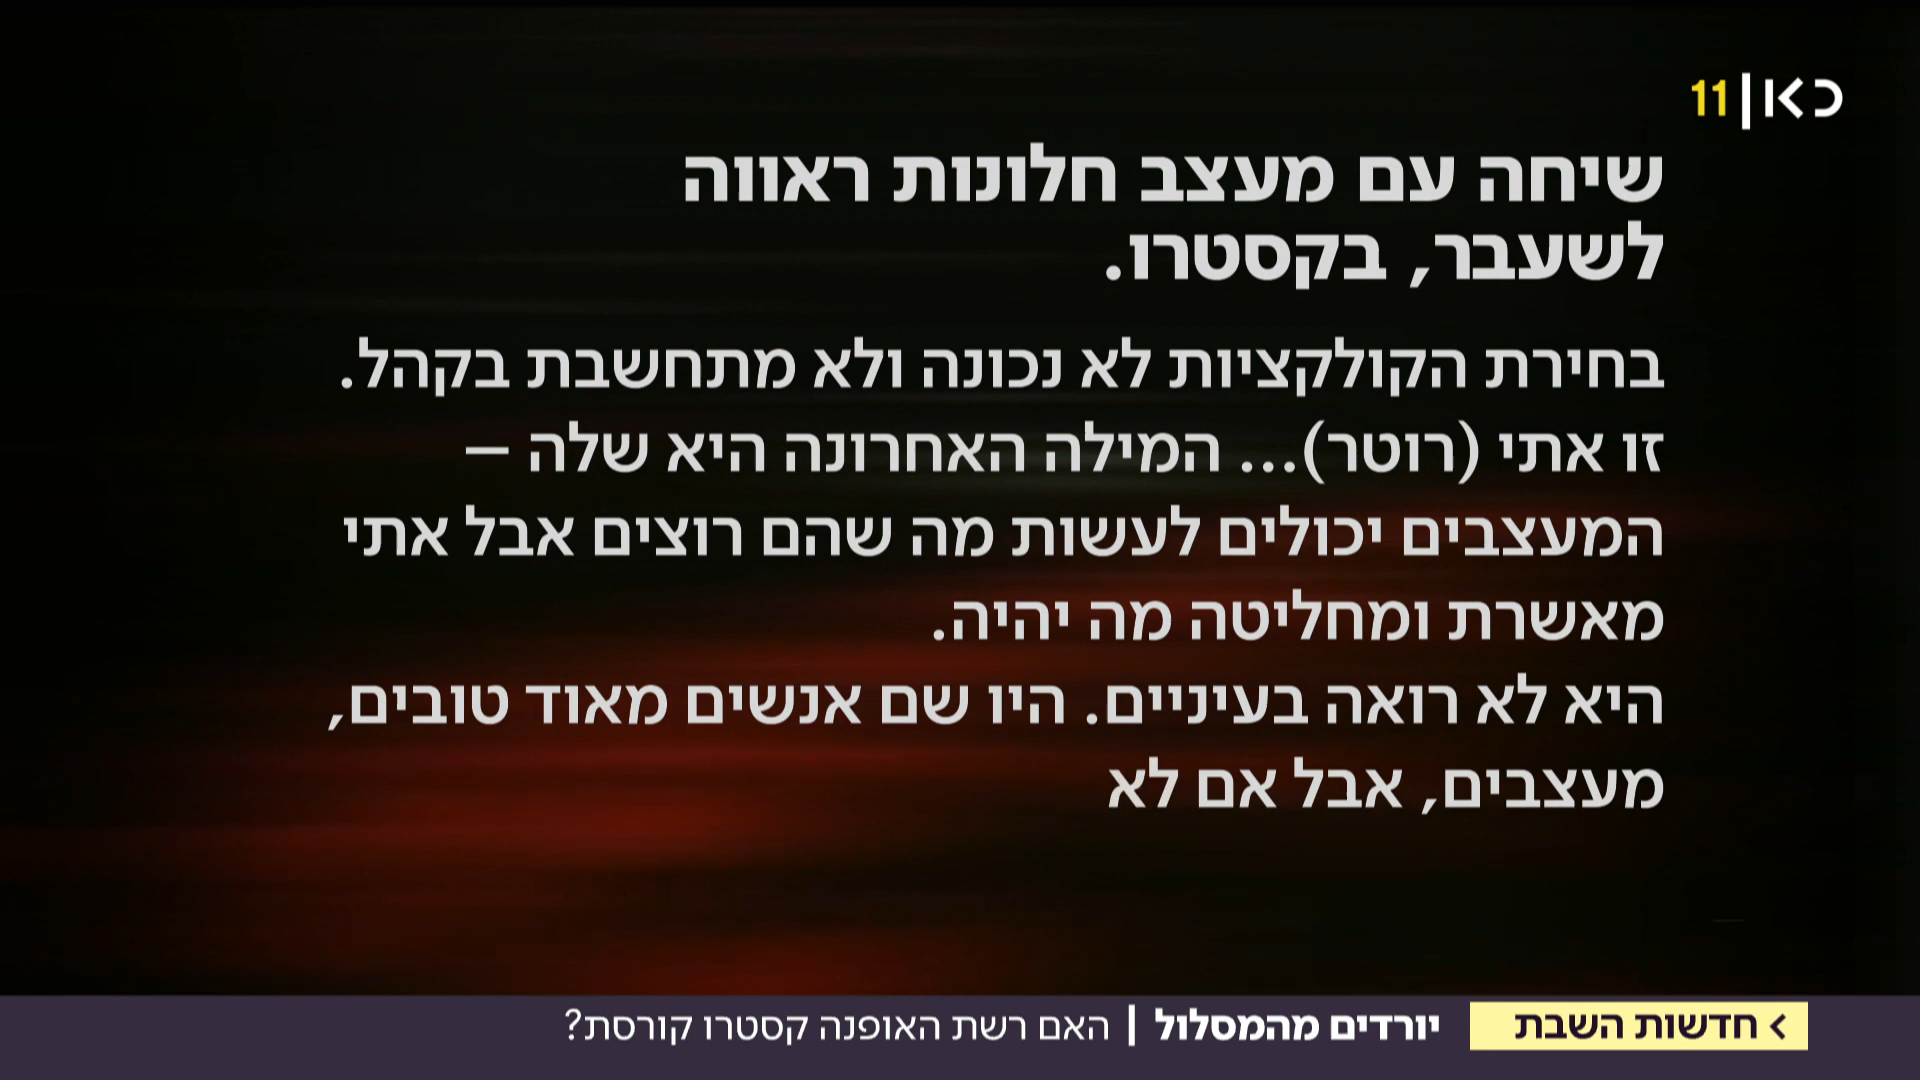 כאן 11
שיחה עם מעצב חלונות ראווה
לשעבר, בקסטרו.
בחירת הקולקציות לא נכונה ולא מתחשבת בקהל.
זו אתי (רוטר)... המילה האחרונה היא שלה –
המעצבים יכולים לעשות מה שהם רוצים אבל אתי
מאשרת ומחליטה מה יהיה.
היא לא רואה בעיניים. היו שם אנשים מאוד טובים,
מעצבים, אבל אם לא
חדשות השבת
יורדים מהמסלול | האם רשת האופנה קסטרו קורסת?